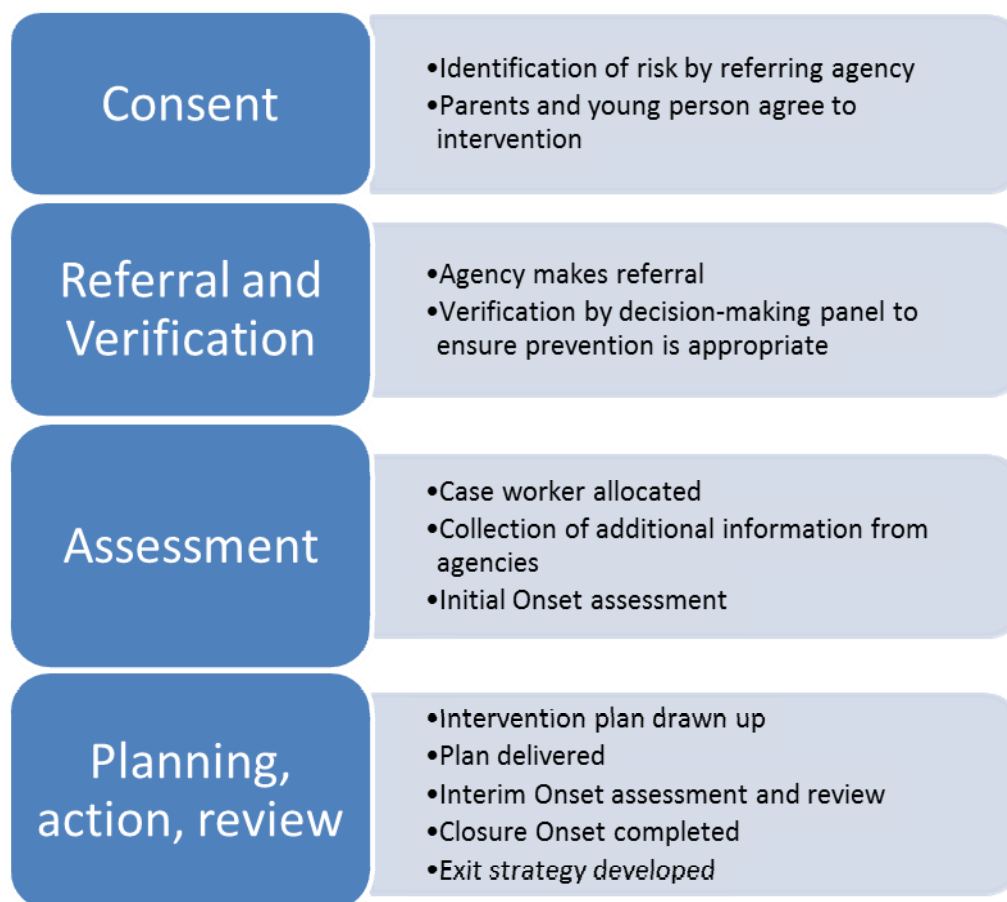 Consent
•Identification of risk by referring agency
•Parents and young person agree to
intervention
Referral and
Verification
•Agency makes referral
•Verification by decision-making panel to
ensure prevention is appropriate
Assessment
•Case worker allocated
•Collection of additional information from
agencies
•Initial Onset assessment
Planning,
action, review
•Intervention plan drawn up
•Plan delivered
•Interim Onset assessment and review
•Closure Onset completed
•Exit strategy developed